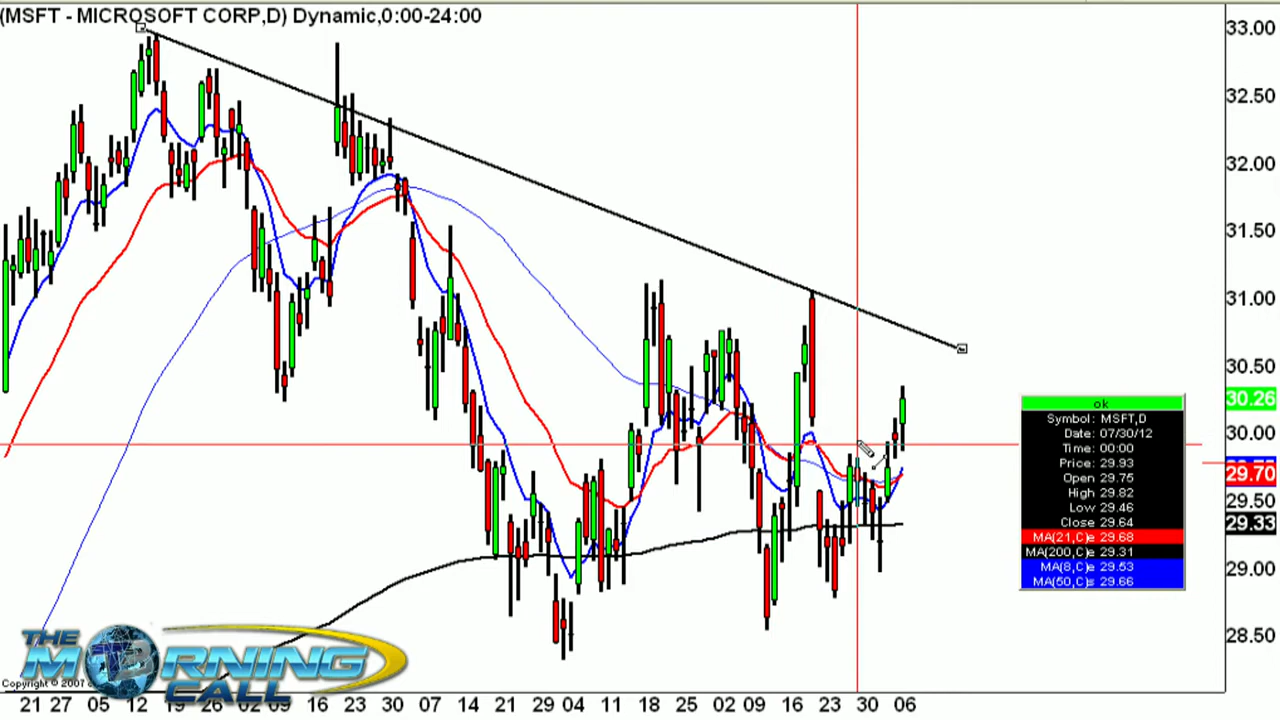 (MSFT - MICROSOFT CORP,D) Dynamic,0:00-24:00
33.00
32.50
32.00
31.50
31.00
30.50
30.26
30.00
29.70
29.50
29.33
29.00
28.50
ok
Symbol: MSFT,D
Date: 07/30/12
Time: 00:00
Price: 29.93
Open 29.75
High 29.82
Low 29.46
Close 29.64
MA(21,C)e 29.68
MA(200,C)e 29.31
MA(8,C)e 29.53
MA(50,C)s 29.66
THE
MORNING
CALL
Copyright © 2007
21 27 05 12 19 26 02 09 16 23 30 07 14 21 29 04 11 18 25 02 09 16 23 30 06